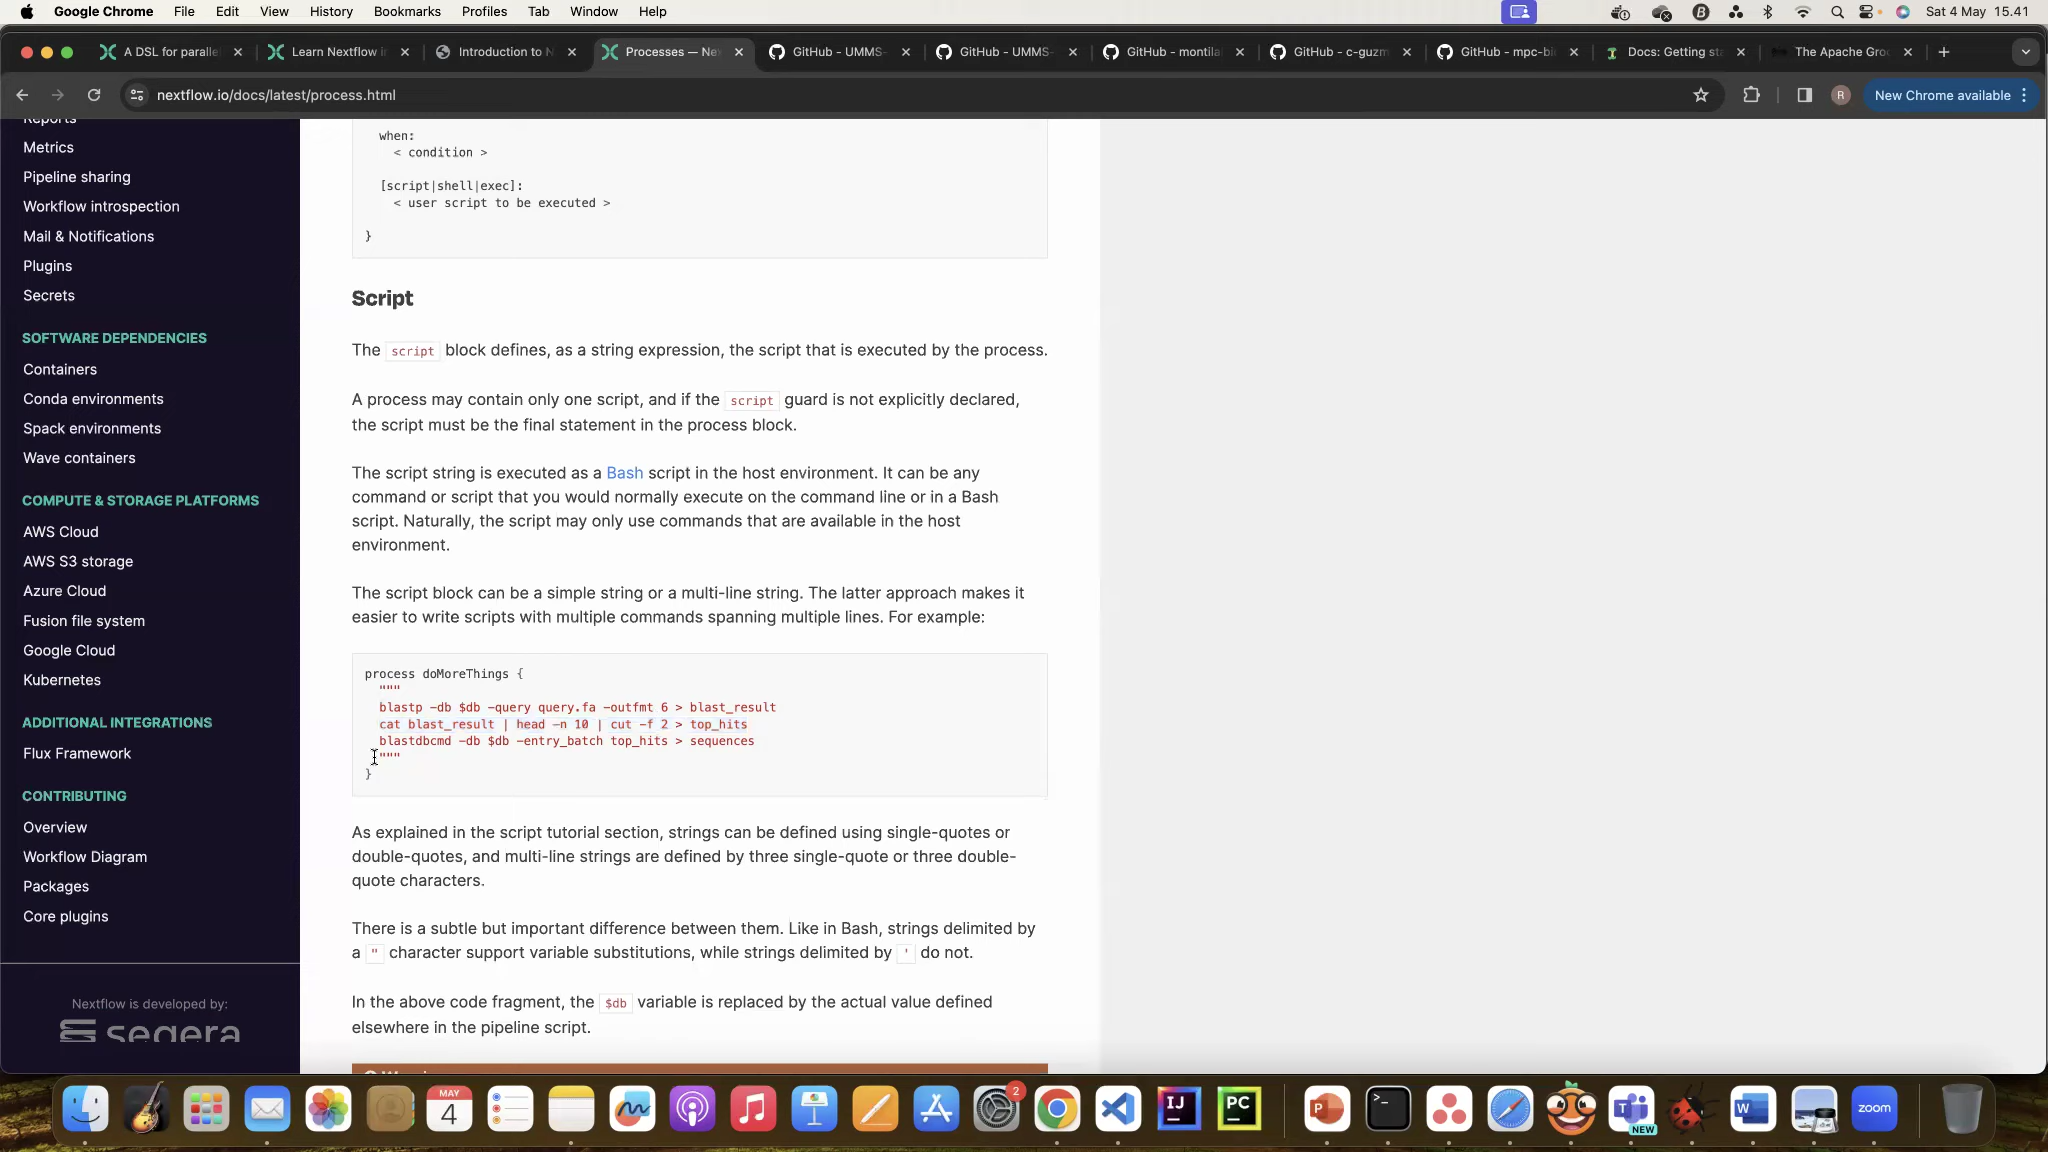 Google Chrome File Edit View History Bookmarks Profiles Tab Window Help Sat 4 May 15.41
A DSL for paralle Learn Nextflow in Introduction to N Processes — Nex GitHub - UMMS- GitHub - UMMS- GitHub - montila GitHub - c-guzm GitHub - mpc-bi Docs: Getting sta The Apache Gro
nextflow.io/docs/latest/process.html R New Chrome available
Reports
Metrics
Pipeline sharing
Workflow introspection
Mail & Notifications
Plugins
Secrets
SOFTWARE DEPENDENCIES
Containers
Conda environments
Spack environments
Wave containers
COMPUTE & STORAGE PLATFORMS
AWS Cloud
AWS S3 storage
Azure Cloud
Fusion file system
Google Cloud
Kubernetes
ADDITIONAL INTEGRATIONS
Flux Framework
CONTRIBUTING
Overview
Workflow Diagram
Packages
Core plugins
Nextflow is developed by:
seqera
when:
< condition >
[script|shell|exec]:
< user script to be executed >
}
Script
The script block defines, as a string expression, the script that is executed by the process.
A process may contain only one script, and if the script guard is not explicitly declared,
the script must be the final statement in the process block.
The script string is executed as a Bash script in the host environment. It can be any
command or script that you would normally execute on the command line or in a Bash
script. Naturally, the script may only use commands that are available in the host
environment.
The script block can be a simple string or a multi-line string. The latter approach makes it
easier to write scripts with multiple commands spanning multiple lines. For example:
process doMoreThings {
"""
blastp -db $db -query query.fa -outfmt 6 > blast_result
cat blast_result | head -n 10 | cut -f 2 > top_hits
blastdbcmd -db $db -entry_batch top_hits > sequences
"""
}
As explained in the script tutorial section, strings can be defined using single-quotes or
double-quotes, and multi-line strings are defined by three single-quote or three double-
quote characters.
There is a subtle but important difference between them. Like in Bash, strings delimited by
a " character support variable substitutions, while strings delimited by ' do not.
In the above code fragment, the $db variable is replaced by the actual value defined
elsewhere in the pipeline script.
MAY
4
2
IJ
PC
P
>_
NEW
W
zoom